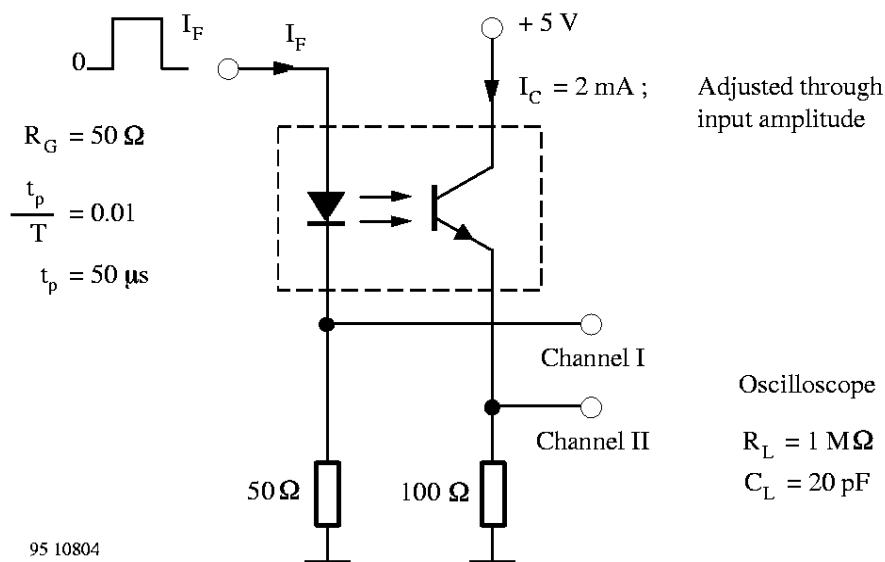 I_F
0
I_F
+ 5 V
I_C = 2 mA ;
Adjusted through
input amplitude
R_G = 50 Ω
t_p
T
= 0.01
t_p = 50 μs
Channel I
Channel II
50 Ω
100 Ω
Oscilloscope
R_L = 1 MΩ
C_L = 20 pF
95 10804